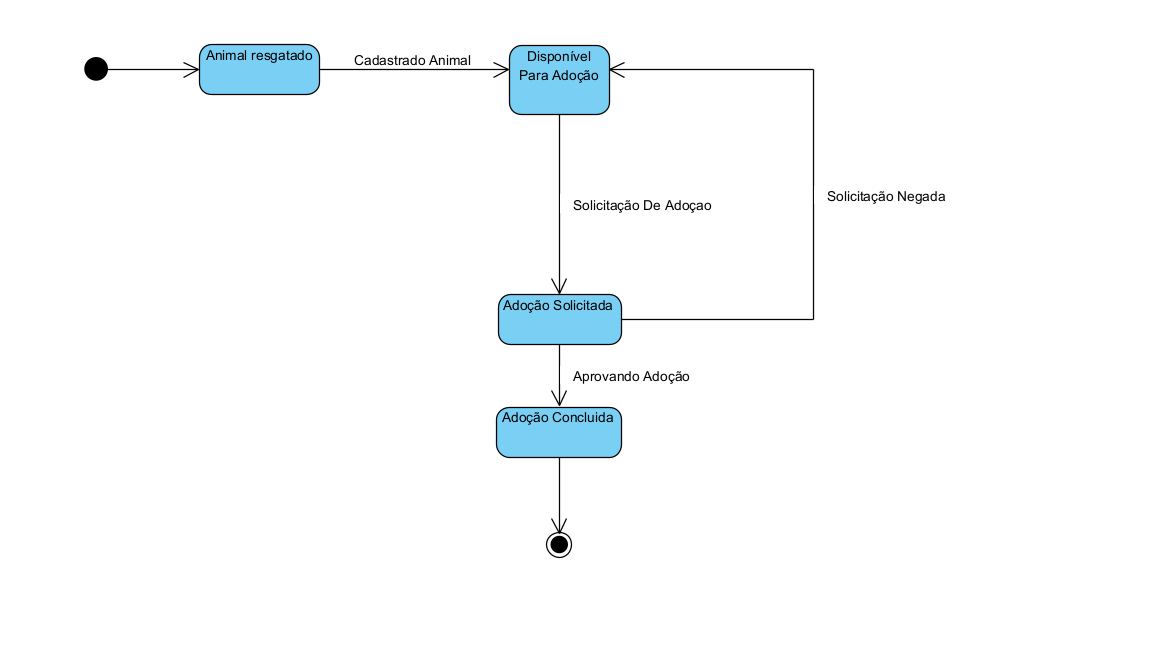 Animal resgatado
Cadastrado Animal
Disponível
Para Adoção
Solicitação Negada
Solicitação De Adoçao
Adoção Solicitada
Aprovando Adoção
Adoção Concluida